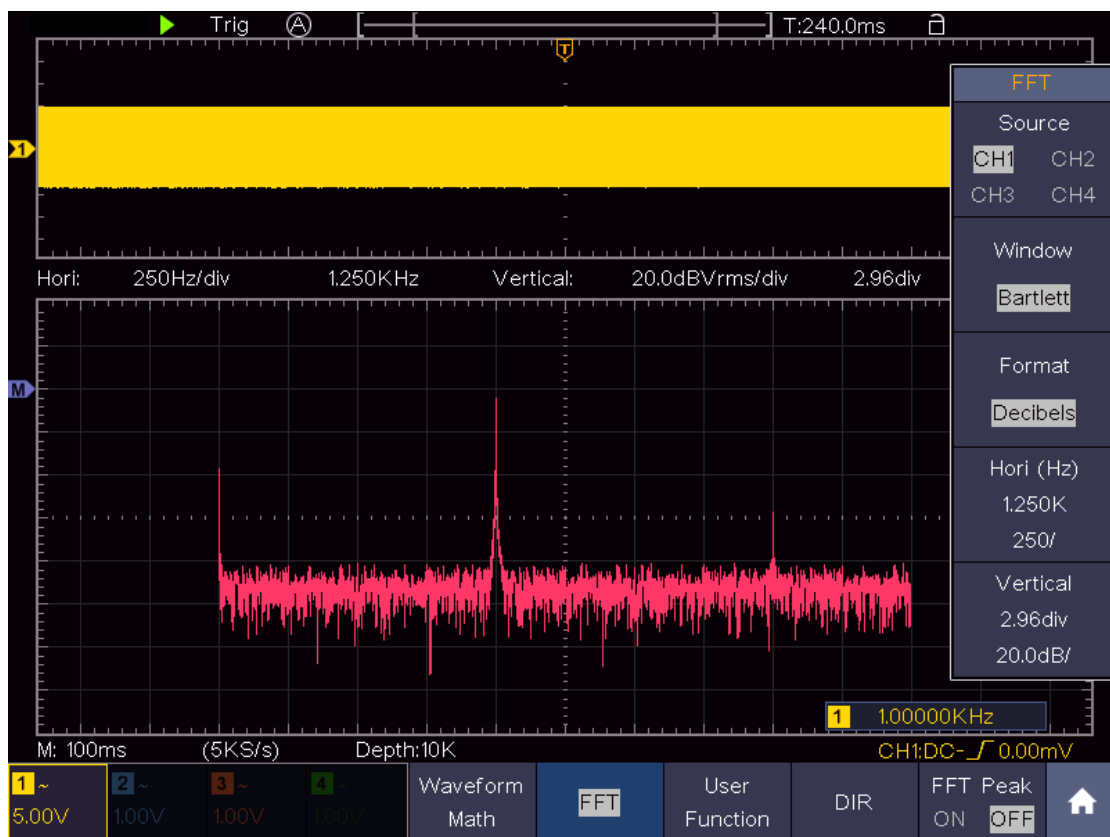 Trig A T:240.0ms
T
FFT
Source
CH1 CH2
CH3 CH4
1
Window
Bartlett
Hori: 250Hz/div 1.250KHz Vertical: 20.0dBVrms/div 2.96div
Format
Decibels
M
Hori (Hz)
1.250K
250/
Vertical
2.96div
20.0dB/
1 1.00000KHz
M: 100ms (5KS/s) Depth:10K CH1:DC- 0.00mV
1 ~ 2 ~ 3 ~ 4 ~
5.00V 1.00V 1.00V 1.00V
Waveform
Math
FFT
User
Function
DIR
FFT Peak
ON OFF